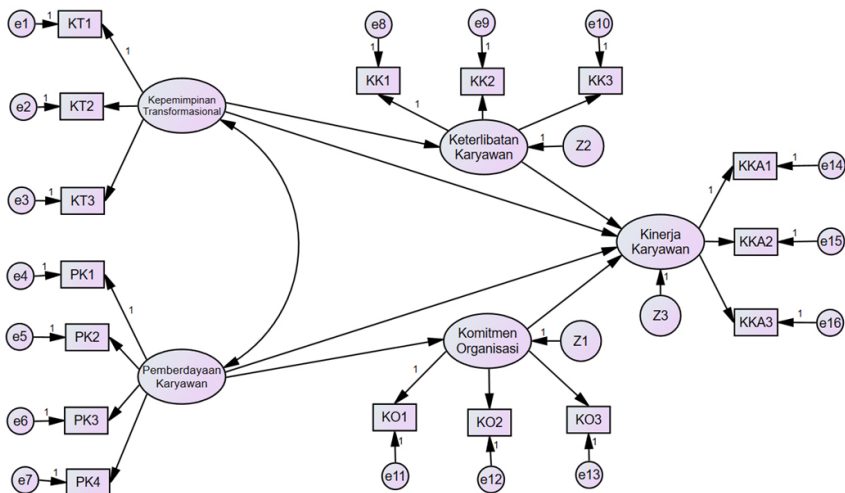 e1
1
KT1
1
e2
1
KT2
Kepemimpinan
Transformasional
e3
1
KT3
e4
1
PK1
1
e5
1
PK2
e6
1
PK3
Pemberdayaan
Karyawan
e7
1
PK4
e8
1
KK1
e9
1
KK2
e10
1
KK3
1
Keterlibatan
Karyawan
1
Z2
Kinerja
Karyawan
1
KKA1
1
e14
KKA2
1
e15
KKA3
1
e16
1
Z3
Komitmen
Organisasi
1
Z1
1
KO1
KO2
KO3
1
1
1
e11
e12
e13